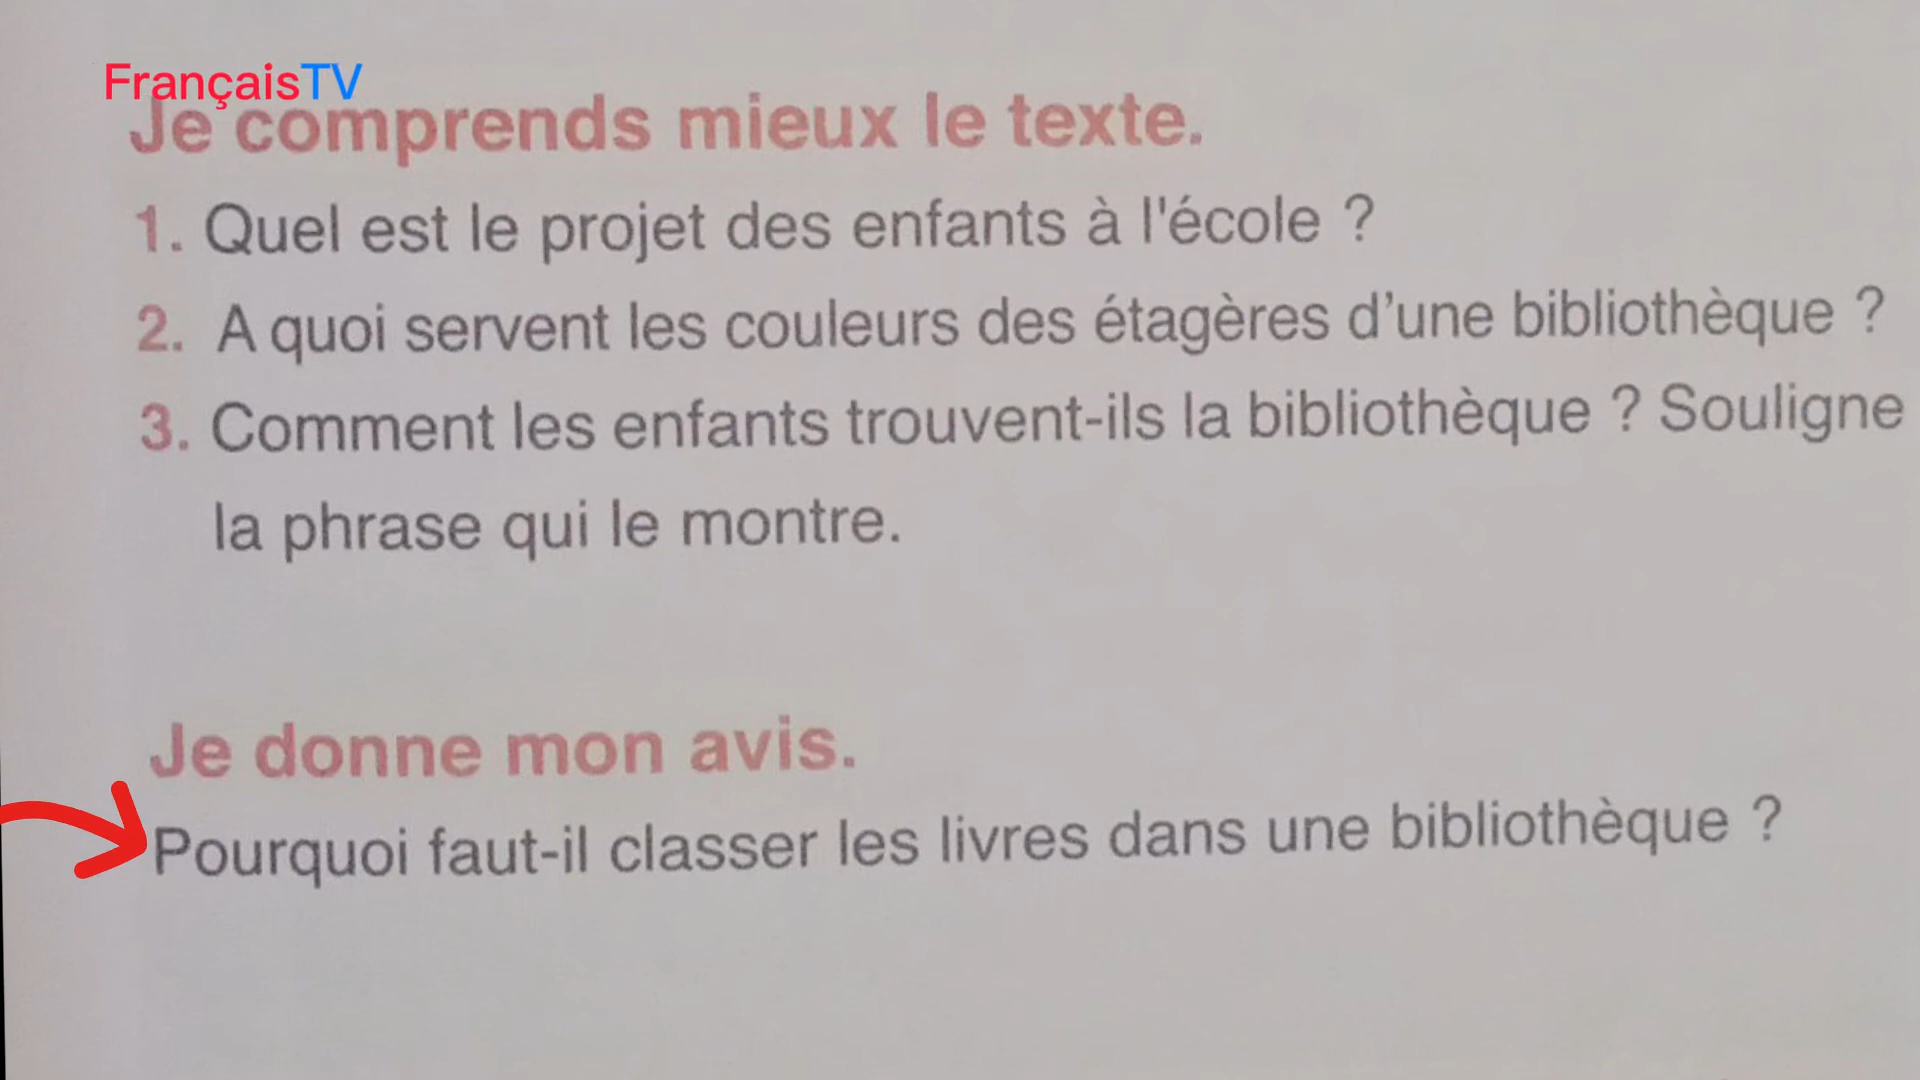 FrançaisTV
Je comprends mieux le texte.
1. Quel est le projet des enfants à l'école ?
2. A quoi servent les couleurs des étagères d’une bibliothèque ?
3. Comment les enfants trouvent-ils la bibliothèque ? Souligne
la phrase qui le montre.
Je donne mon avis.
Pourquoi faut-il classer les livres dans une bibliothèque ?